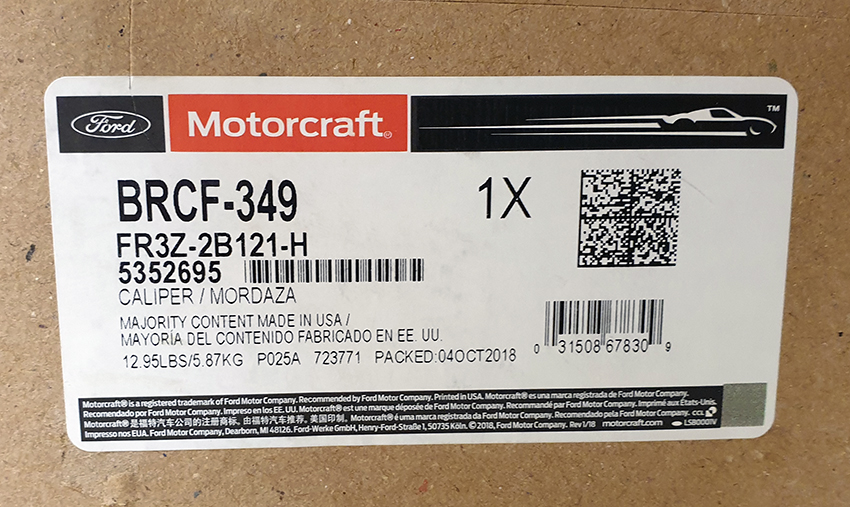 Ford Motorcraft® ™
BRCF-349 1X
FR3Z-2B121-H
5352695
CALIPER / MORDAZA
MAJORITY CONTENT MADE IN USA /
MAYORÍA DEL CONTENIDO FABRICADO EN EE. UU.
12.95LBS/5.87KG P025A 723771 PACKED:04OCT2018
0 31508 67830 9
Motorcraft® is a registered trademark of Ford Motor Company. Recommended by Ford Motor Company. Printed in USA. Motorcraft® es una marca registrada de Ford Motor Company.
Recomendado por Ford Motor Company. Impreso en los EE. UU. Motorcraft® est une marque déposée de Ford Motor Company. Recommandé par Ford Motor Company. Imprimé aux États-Unis.
Motorcraft® 是福特汽车公司的注册商标。由福特汽车推荐。美国印制。 Motorcraft® é uma marca registrada da Ford Motor Company. Recomendado pela Ford Motor Company. CCL
Impresso nos EUA. Ford Motor Company, Dearborn, MI 48126. Ford-Werke GmbH, Henry-Ford-Straße 1, 50735 Köln. © 2018, Ford Motor Company. Rev 1/18 motorcraft.com LSB0001V